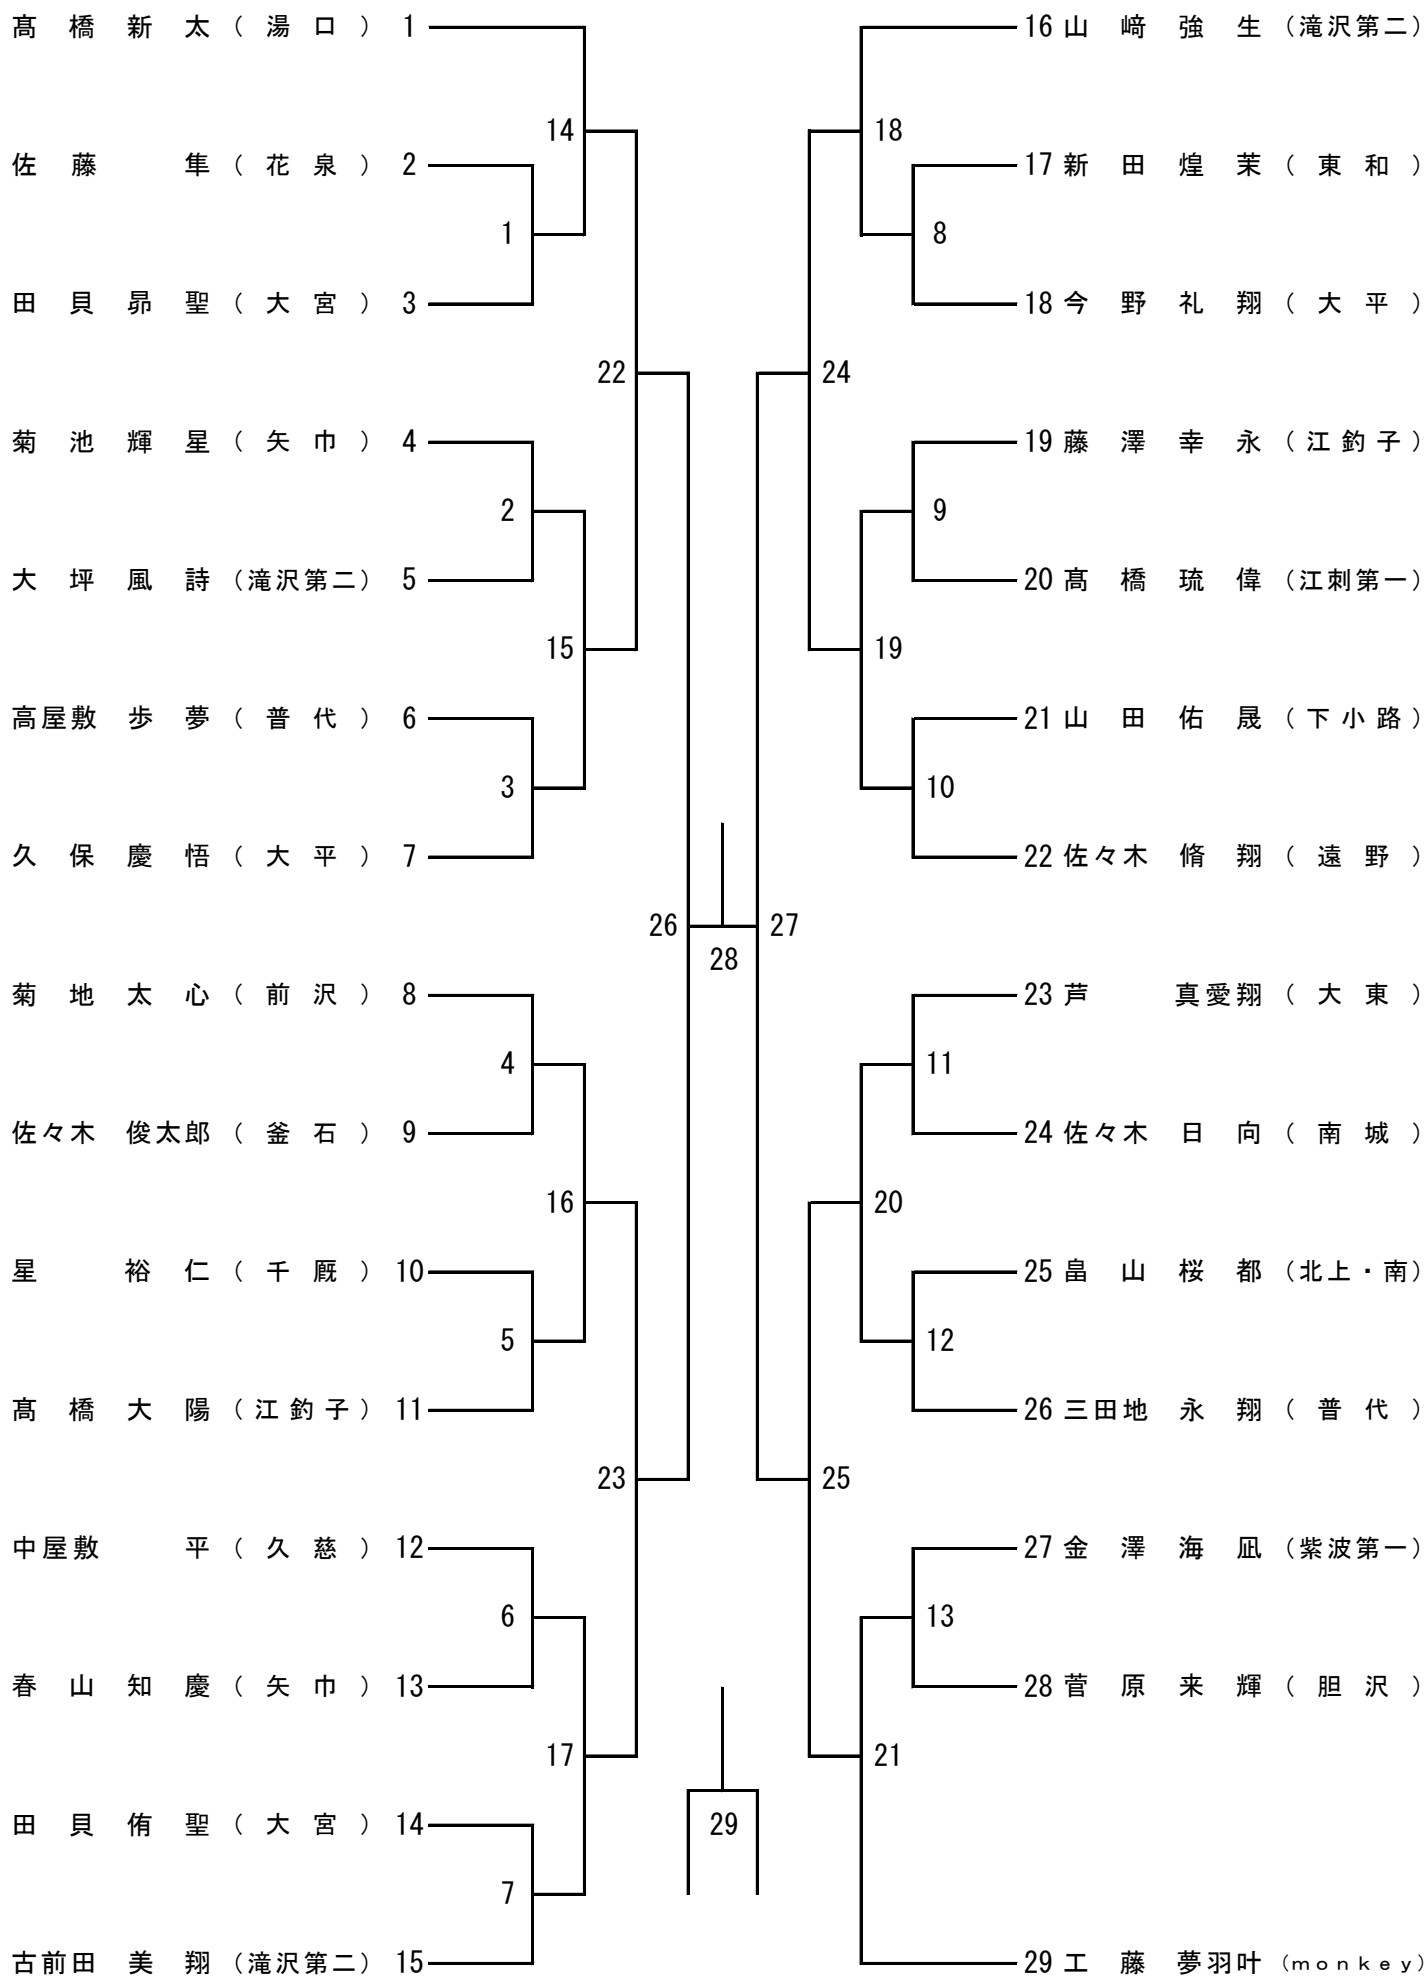 髙橋新太（湯口） 1
佐藤 隼（花泉） 2
田貝昴聖（大宮） 3
菊池輝星（矢巾） 4
大坪風詩（滝沢第二） 5
高屋敷 歩夢（普代） 6
久保慶悟（大平） 7
菊地太心（前沢） 8
佐々木 俊太郎（釜石） 9
星 裕仁（千厩） 10
髙橋大陽（江釣子） 11
中屋敷 平（久慈） 12
春山知慶（矢巾） 13
田貝侑聖（大宮） 14
古前田 美翔（滝沢第二） 15
1
2
3
4
5
6
7
14
15
16
17
22
23
26
28
29
27
24
25
18
19
20
21
8
9
10
11
12
13
16 山﨑強生（滝沢第二）
17 新田煌茉（東和）
18 今野礼翔（大平）
19 藤澤幸永（江釣子）
20 髙橋琉偉（江刺第一）
21 山田佑晟（下小路）
22 佐々木 脩翔（遠野）
23 芦 真愛翔（大東）
24 佐々木 日向（南城）
25 畠山桜都（北上・南）
26 三田地 永翔（普代）
27 金澤海凪（紫波第一）
28 菅原来輝（胆沢）
29 工藤 夢羽叶（ｍｏｎｋｅｙ）